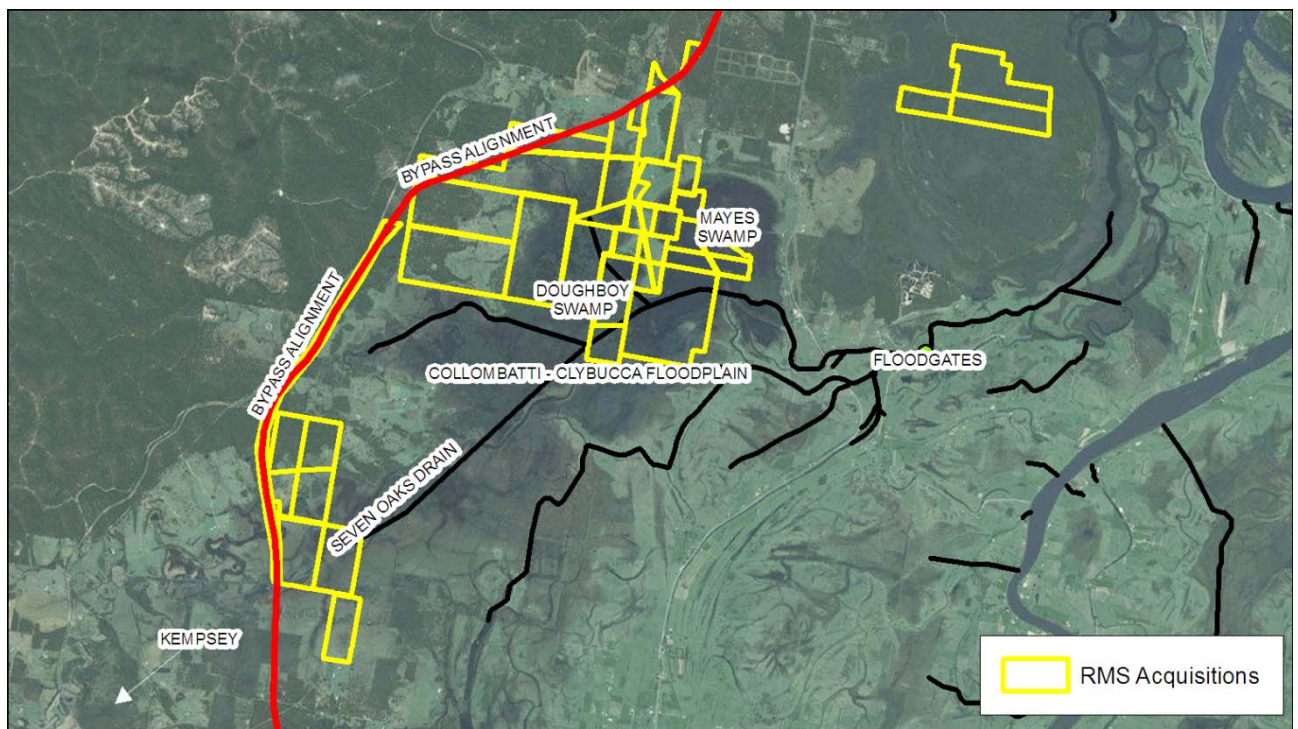 BYPASS ALIGNMENT
MAYES
SWAMP
DOUGHBOY
SWAMP
BYPASS ALIGNMENT
FLOODGATES
COLLOMBATTI - CLYBUCCA FLOODPLAIN
SEVEN OAKS DRAIN
KEMPSEY
RMS Acquisitions